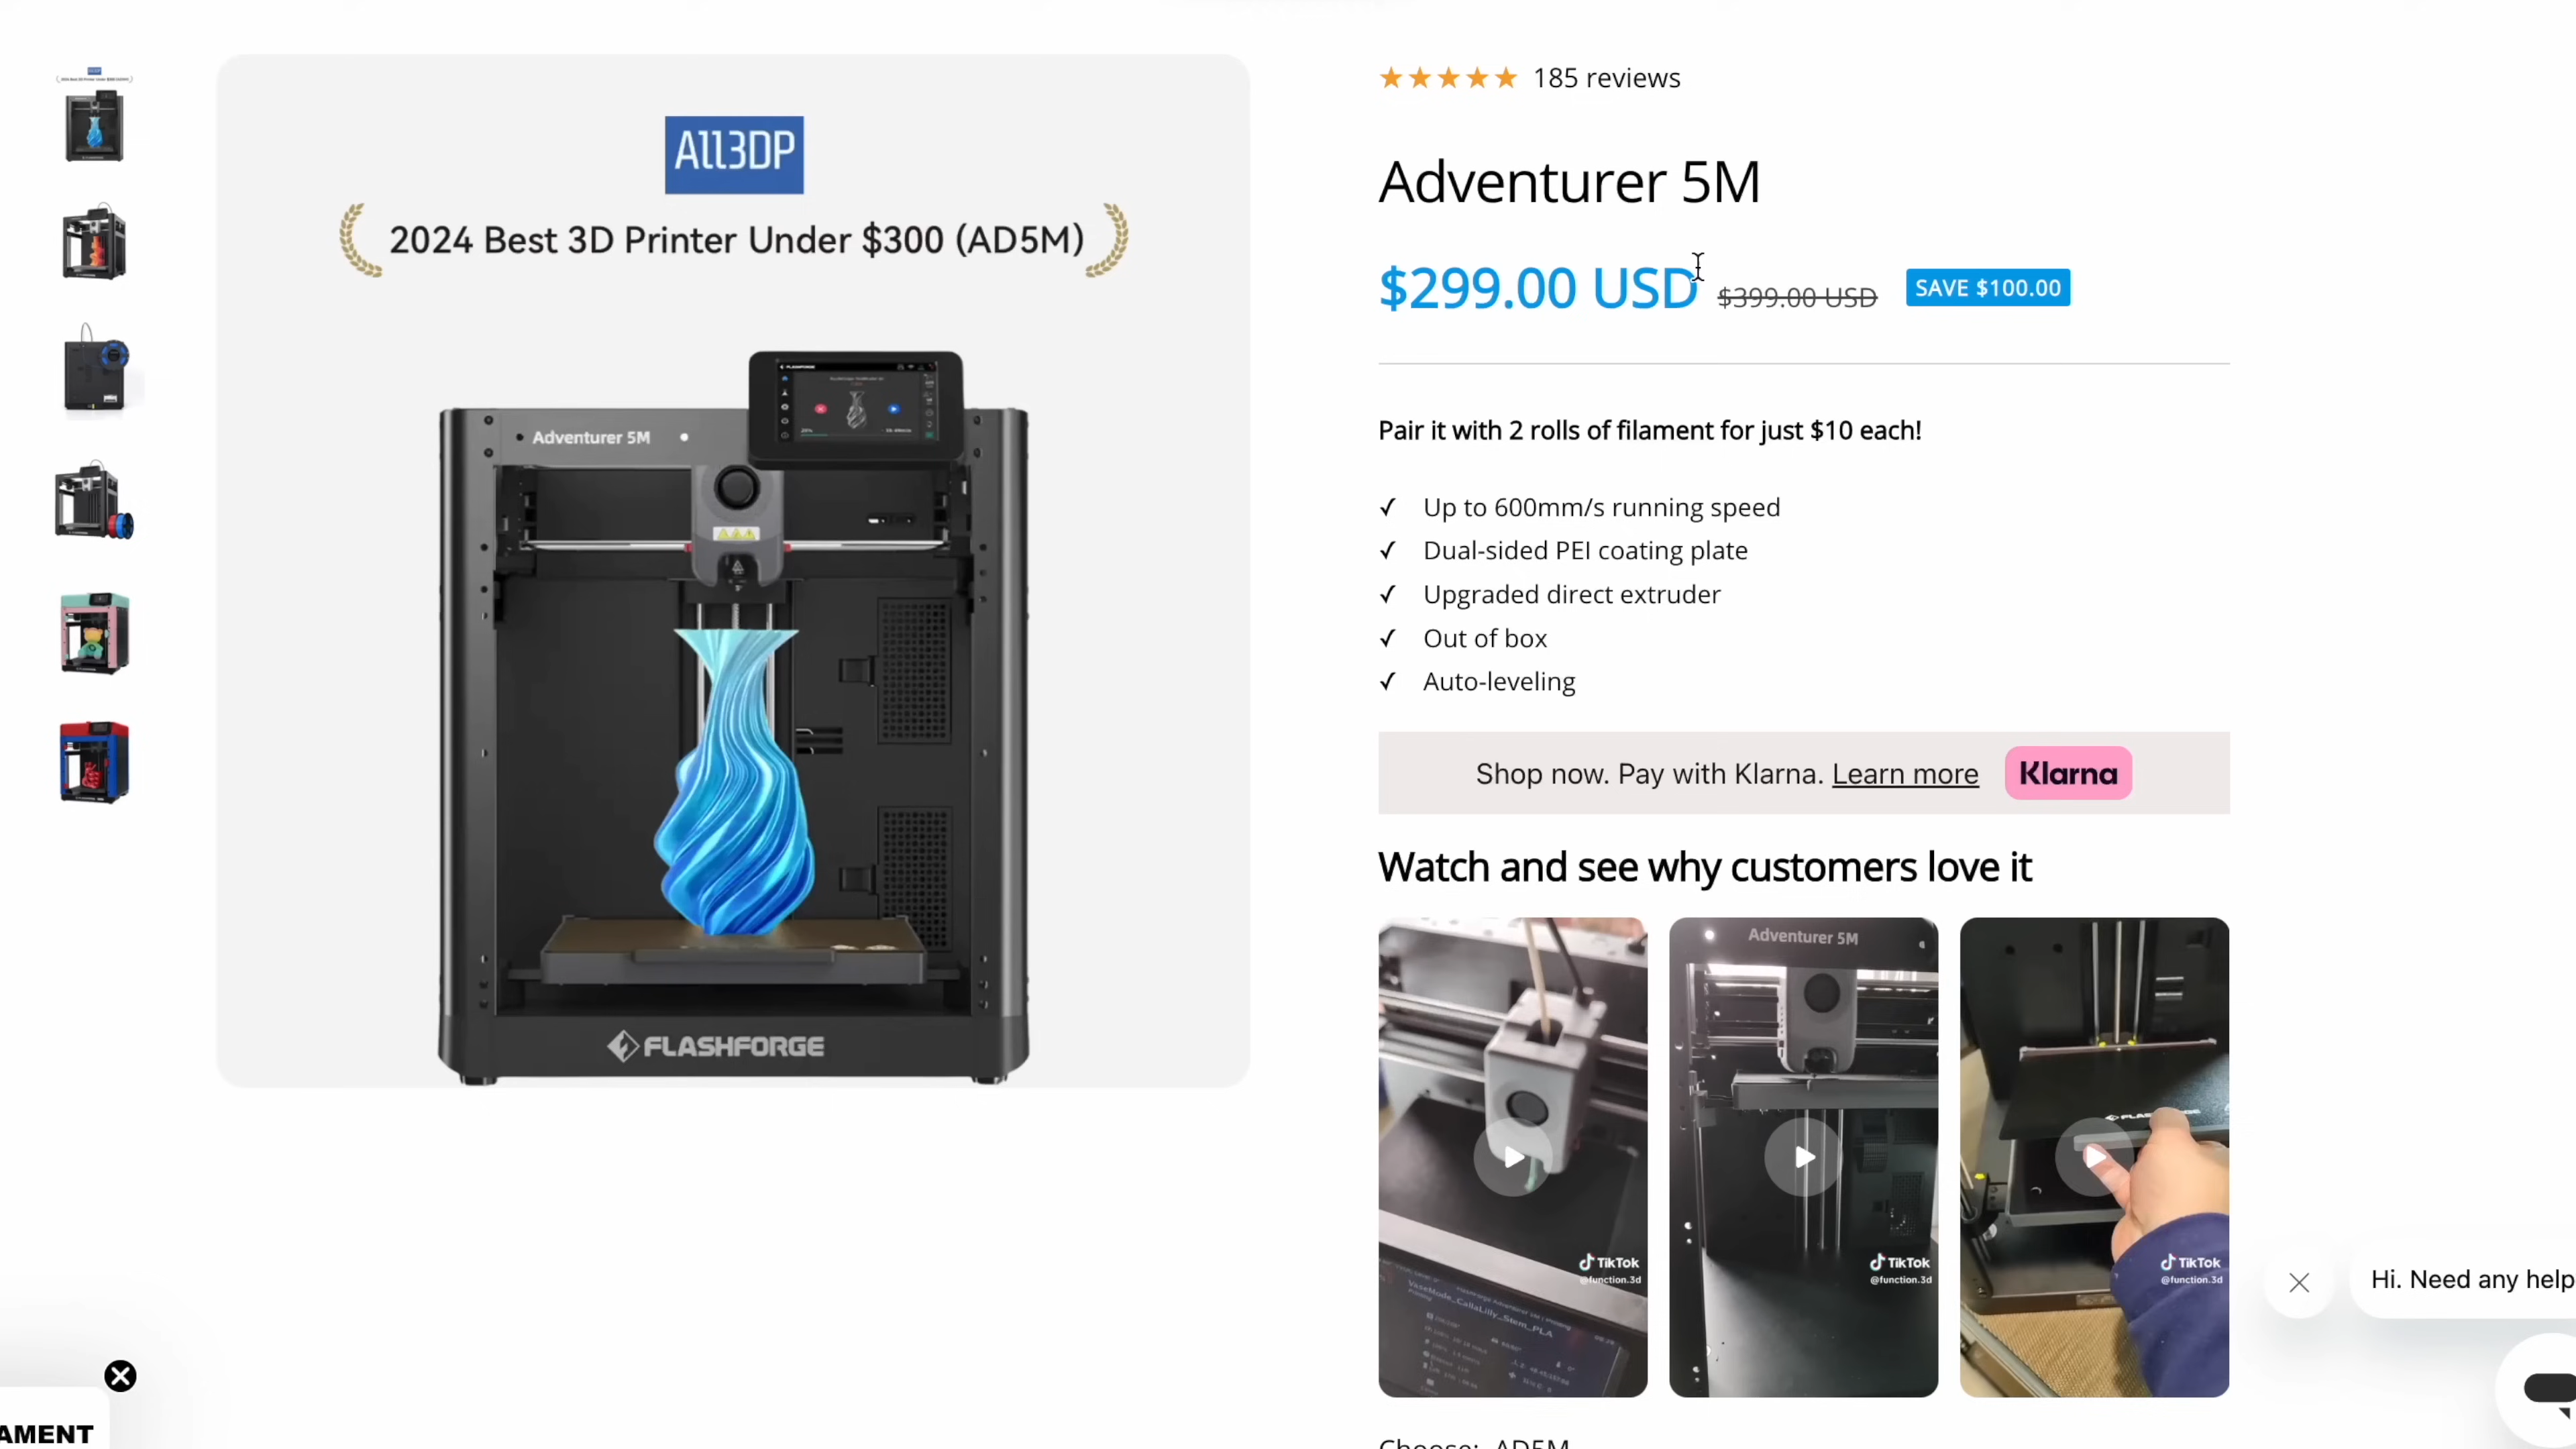 All3DP
2024 Best 3D Printer Under $300 (AD5M)
FLASHFORGE
Adventurer 5M
FLASHFORGE
185 reviews
Adventurer 5M
$299.00 USD $399.00 USD SAVE $100.00
Pair it with 2 rolls of filament for just $10 each!
✓ Up to 600mm/s running speed
✓ Dual-sided PEI coating plate
✓ Upgraded direct extruder
✓ Out of box
✓ Auto-leveling
Shop now. Pay with Klarna. Learn more Klarna
Watch and see why customers love it
TikTok
@function.3d
VaseMode_CallaLilly_Stem_PLA
Adventurer 5M
TikTok
@function.3d
TikTok
@function.3d
Choose: AD5M
Hi. Need any help
AMENT